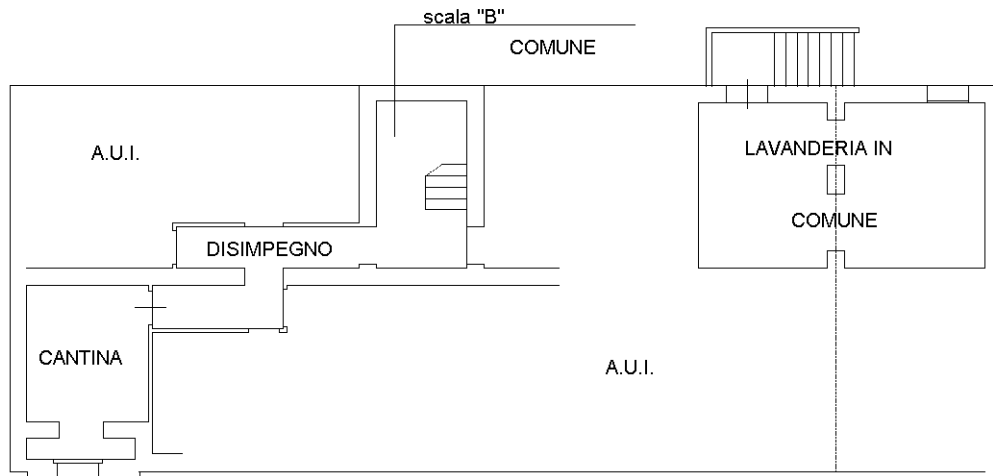 scala "B"
COMUNE
A.U.I.
LAVANDERIA IN
COMUNE
DISIMPEGNO
CANTINA
A.U.I.